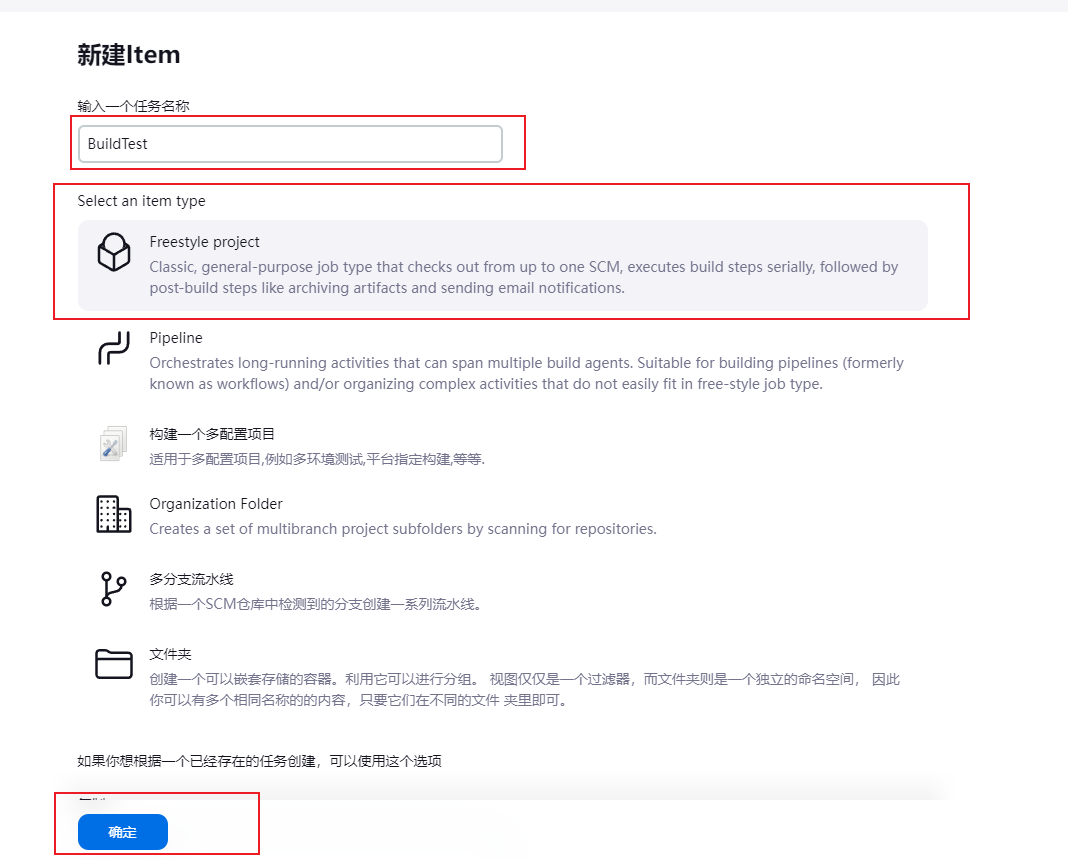 新建Item
输入一个任务名称
BuildTest
Select an item type
Freestyle project
Classic, general-purpose job type that checks out from up to one SCM, executes build steps serially, followed by
post-build steps like archiving artifacts and sending email notifications.
Pipeline
Orchestrates long-running activities that can span multiple build agents. Suitable for building pipelines (formerly
known as workflows) and/or organizing complex activities that do not easily fit in free-style job type.
构建一个多配置项目
适用于多配置项目,例如多环境测试,平台指定构建,等等.
Organization Folder
Creates a set of multibranch project subfolders by scanning for repositories.
多分支流水线
根据一个SCM仓库中检测到的分支创建一系列流水线。
文件夹
创建一个可以嵌套存储的容器。利用它可以进行分组。 视图仅仅是一个过滤器，而文件夹则是一个独立的命名空间， 因此
你可以有多个相同名称的的内容，只要它们在不同的文件 夹里即可。
如果你想根据一个已经存在的任务创建，可以使用这个选项
确定